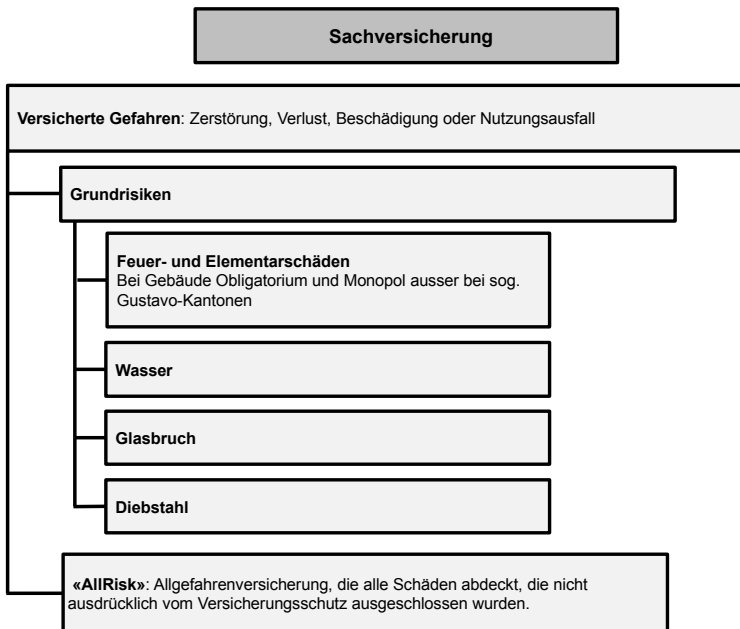 Sachversicherung
Versicherte Gefahren: Zerstörung, Verlust, Beschädigung oder Nutzungsausfall
Grundrisiken
Feuer- und Elementarschäden
Bei Gebäude Obligatorium und Monopol ausser bei sog.
Gustavo-Kantonen
Wasser
Glasbruch
Diebstahl
«AllRisk»: Allgefahrenversicherung, die alle Schäden abdeckt, die nicht
ausdrücklich vom Versicherungsschutz ausgeschlossen wurden.